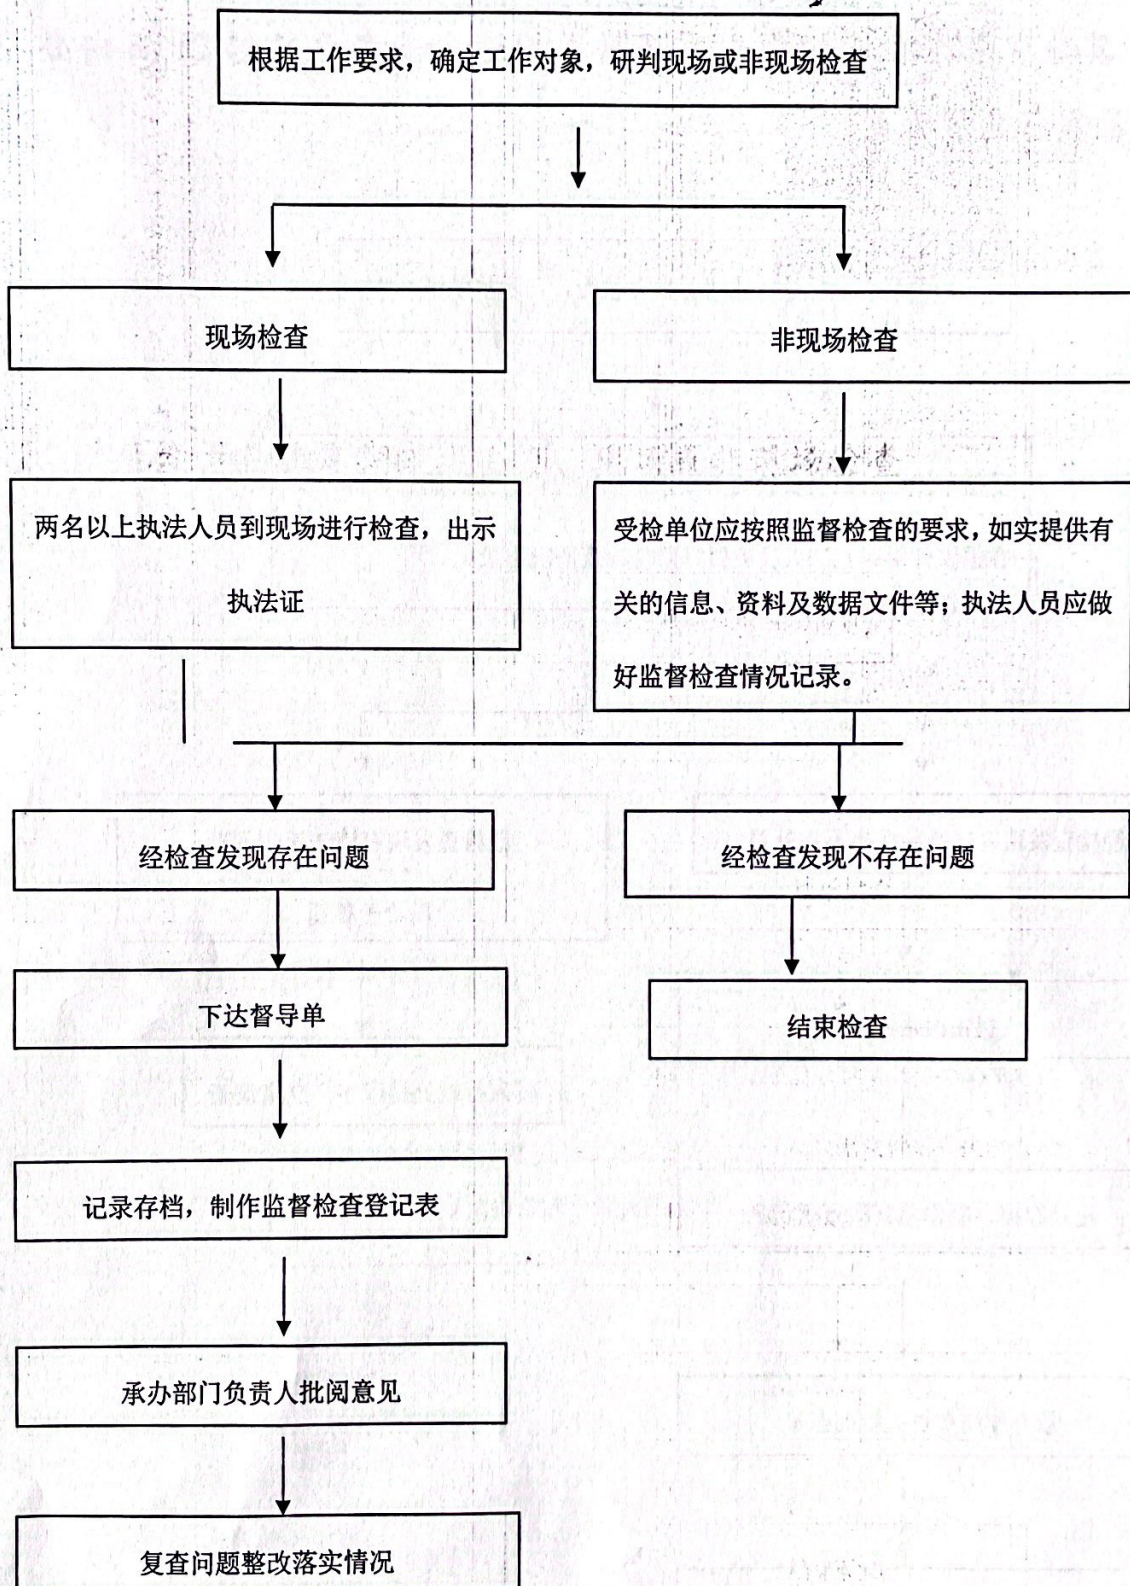 根据工作要求，确定工作对象，研判现场或非现场检查
现场检查
非现场检查
两名以上执法人员到现场进行检查，出示
执法证
受检单位应按照监督检查的要求，如实提供有
关的信息、资料及数据文件等；执法人员应做
好监督检查情况记录。
经检查发现存在问题
经检查发现不存在问题
下达督导单
结束检查
记录存档，制作监督检查登记表
承办部门负责人批阅意见
复查问题整改落实情况